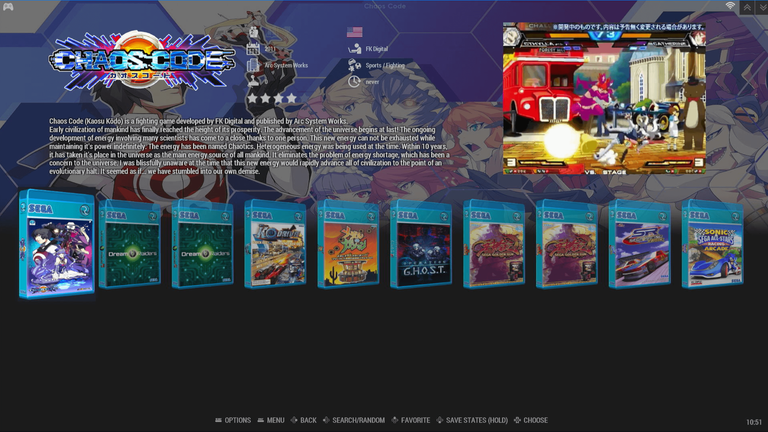 Chaos Code
CHAOS CODE
カオスコード
2011
FK Digital
Arc System Works
Sports / Fighting
never
※開発中のものです。内容は予告無く変更される場合があります。
73
VS. STAGE
Chaos Code (Kaosu Kōdo) is a fighting game developed by FK Digital and published by Arc System Works.
Early civilization of mankind has finally reached the height of its prosperity. The advancement of the universe begins at last! The ongoing
development of energy involving many scientists has come to a close thanks to one person. This new energy can not be exhausted while
maintaining it's power indefinitely. The energy has been named Chaotics. Heterogeneous energy was being used at the time. Within 10 years,
it has taken it's place in the universe as the main energy source of all mankind. It eliminates the problem of energy shortage, which has been a
concern to the universe. I was blissfully unaware at the time that this new energy would rapidly advance all of civilization to the point of an
evolutionary halt. It seemed as if... we have stumbled into our own demise.
SEGA
SEGA
SEGA
SEGA
SEGA
SEGA
SEGA
SEGA
SEGA
SEGA
Dream Raiders
Dream Raiders
G.H.O.S.T.
SONIC
SEGA ALL-STARS
RACING
ARCADE
OPTIONS
MENU
BACK
SEARCH/RANDOM
FAVORITE
SAVE STATES (HOLD)
CHOOSE
10:51